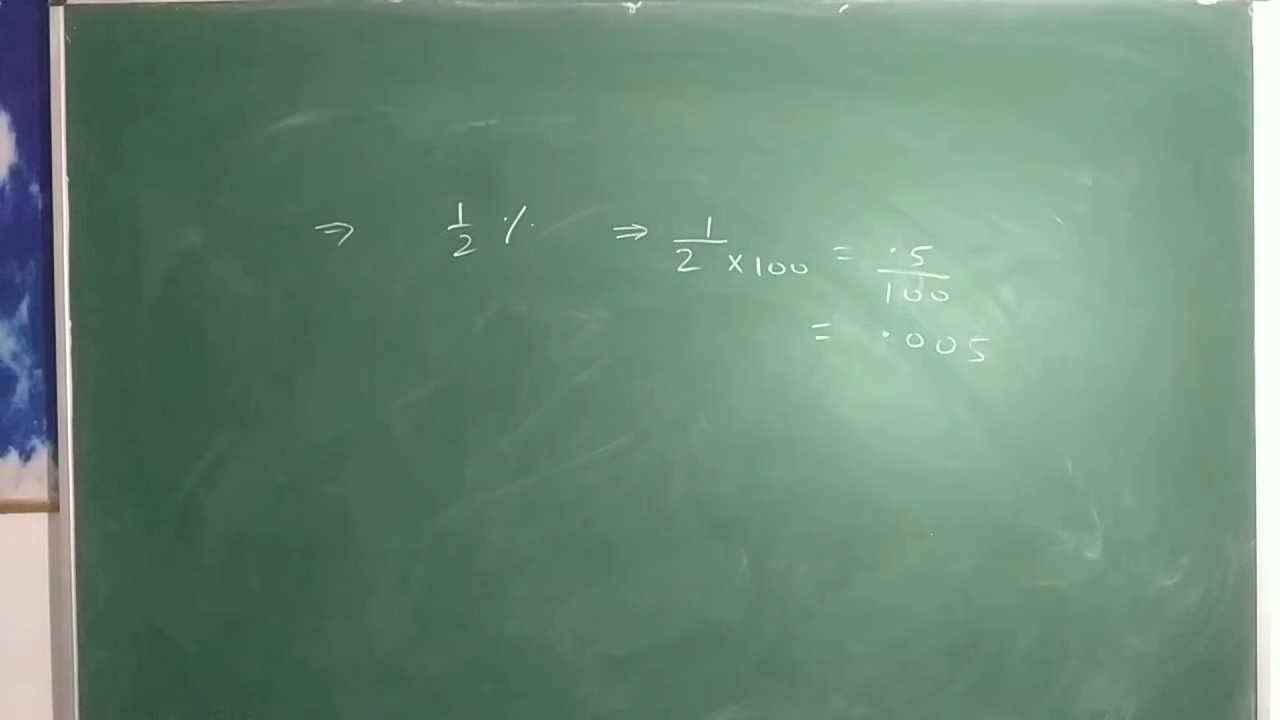 ⇒ 1/2 % ⇒ 1/(2 × 100) = .5/100
= .005